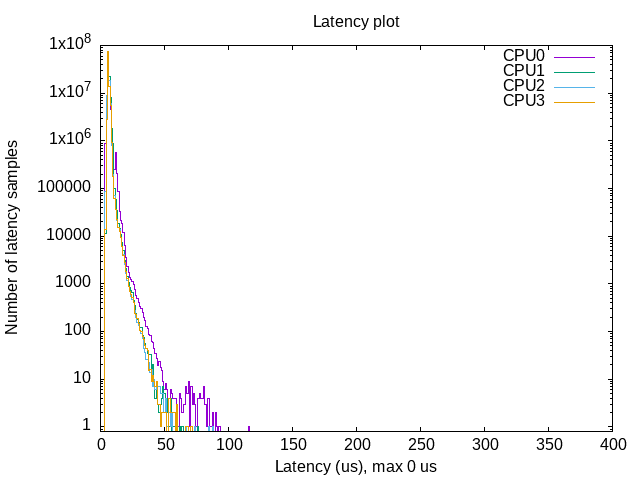 Latency plot
Number of latency samples
1x10^8
1x10^7
1x10^6
100000
10000
1000
100
10
1
CPU0
CPU1
CPU2
CPU3
0 50 100 150 200 250 300 350 400
Latency (us), max 0 us